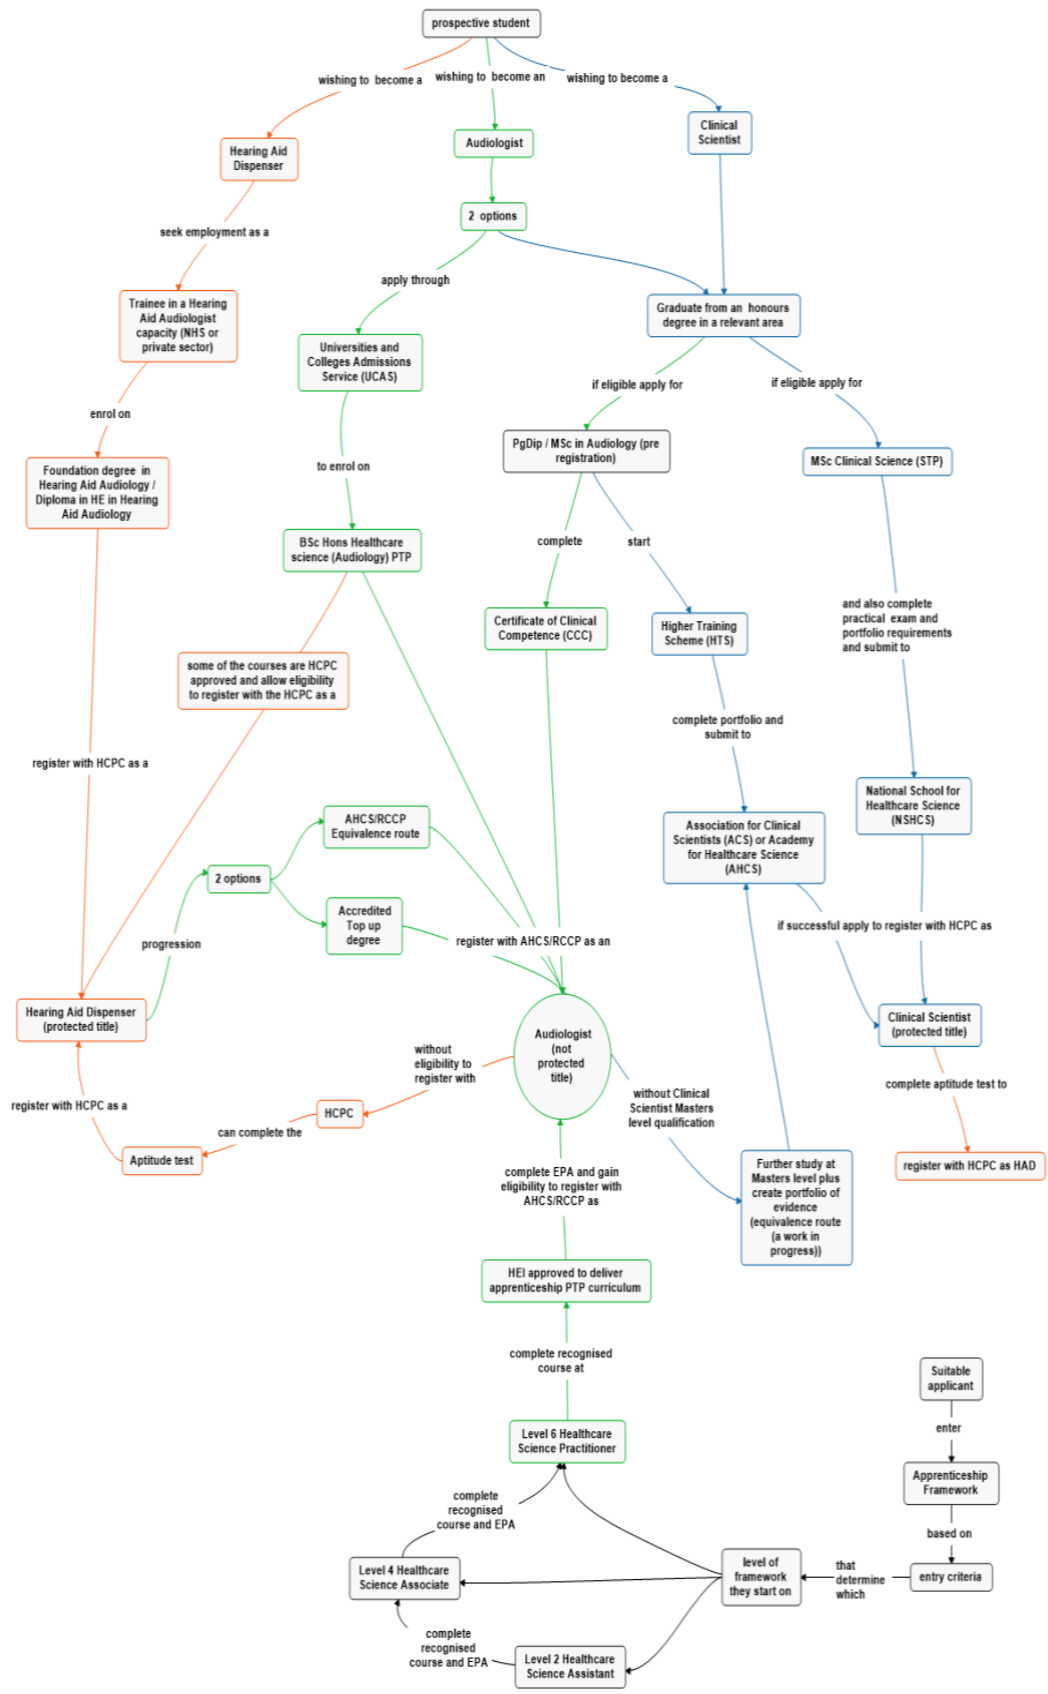 prospective student
wishing to  become a
wishing to  become an
wishing to become a
Clinical
Scientist
Audiologist
Hearing Aid
Dispenser
2  options
seek employment as a
apply through
Trainee in a Hearing
Aid Audiologist
capacity (NHS or
private sector)
Graduate from an  honours
degree in a relevant area
Universities and
Colleges Admissions
Service (UCAS)
if eligible apply for
if eligible apply for
enrol on
PgDip / MSc in Audiology (pre
registration)
MSc Clinical Science (STP)
Foundation degree  in
Hearing Aid Audiology /
Diploma in HE in Hearing
Aid Audiology
to enrol on
BSc Hons Healthcare
science (Audiology) PTP
complete
start
Certificate of Clinical
Competence (CCC)
Higher Training
Scheme (HTS)
and also complete
practical  exam and
portfolio requirements
and submit to
some of the courses are HCPC
approved and allow eligibility
to register with the HCPC as a
complete portfolio and
submit to
register with HCPC as a
National School for
Healthcare Science
(NSHCS)
AHCS/RCCP
Equivalence route
Association for Clinical
Scientists (ACS) or Academy
for Healthcare Science
(AHCS)
2 options
Accredited
Top up
degree
progression
register with AHCS/RCCP as an
if successful apply to register with HCPC as
Hearing Aid Dispenser
(protected title)
Audiologist
(not
protected
title)
Clinical Scientist
(protected title)
without
eligibility to
register with
without Clinical
Scientist Masters
level qualification
complete aptitude test to
register with HCPC as a
HCPC
can complete the
Aptitude test
complete EPA and gain
eligibility to register with
AHCS/RCCP as
Further study at
Masters level plus
create portfolio of
evidence
(equivalence route
(a work in
progress))
register with HCPC as HAD
HEI approved to deliver
apprenticeship PTP curriculum
complete recognised
course at
Suitable
applicant
enter
Level 6 Healthcare
Science Practitioner
Apprenticeship
Framework
complete
recognised
course and EPA
based on
Level 4 Healthcare
Science Associate
level of
framework
they start on
that
determine
which
entry criteria
complete
recognised
course and EPA
Level 2 Healthcare
Science Assistant